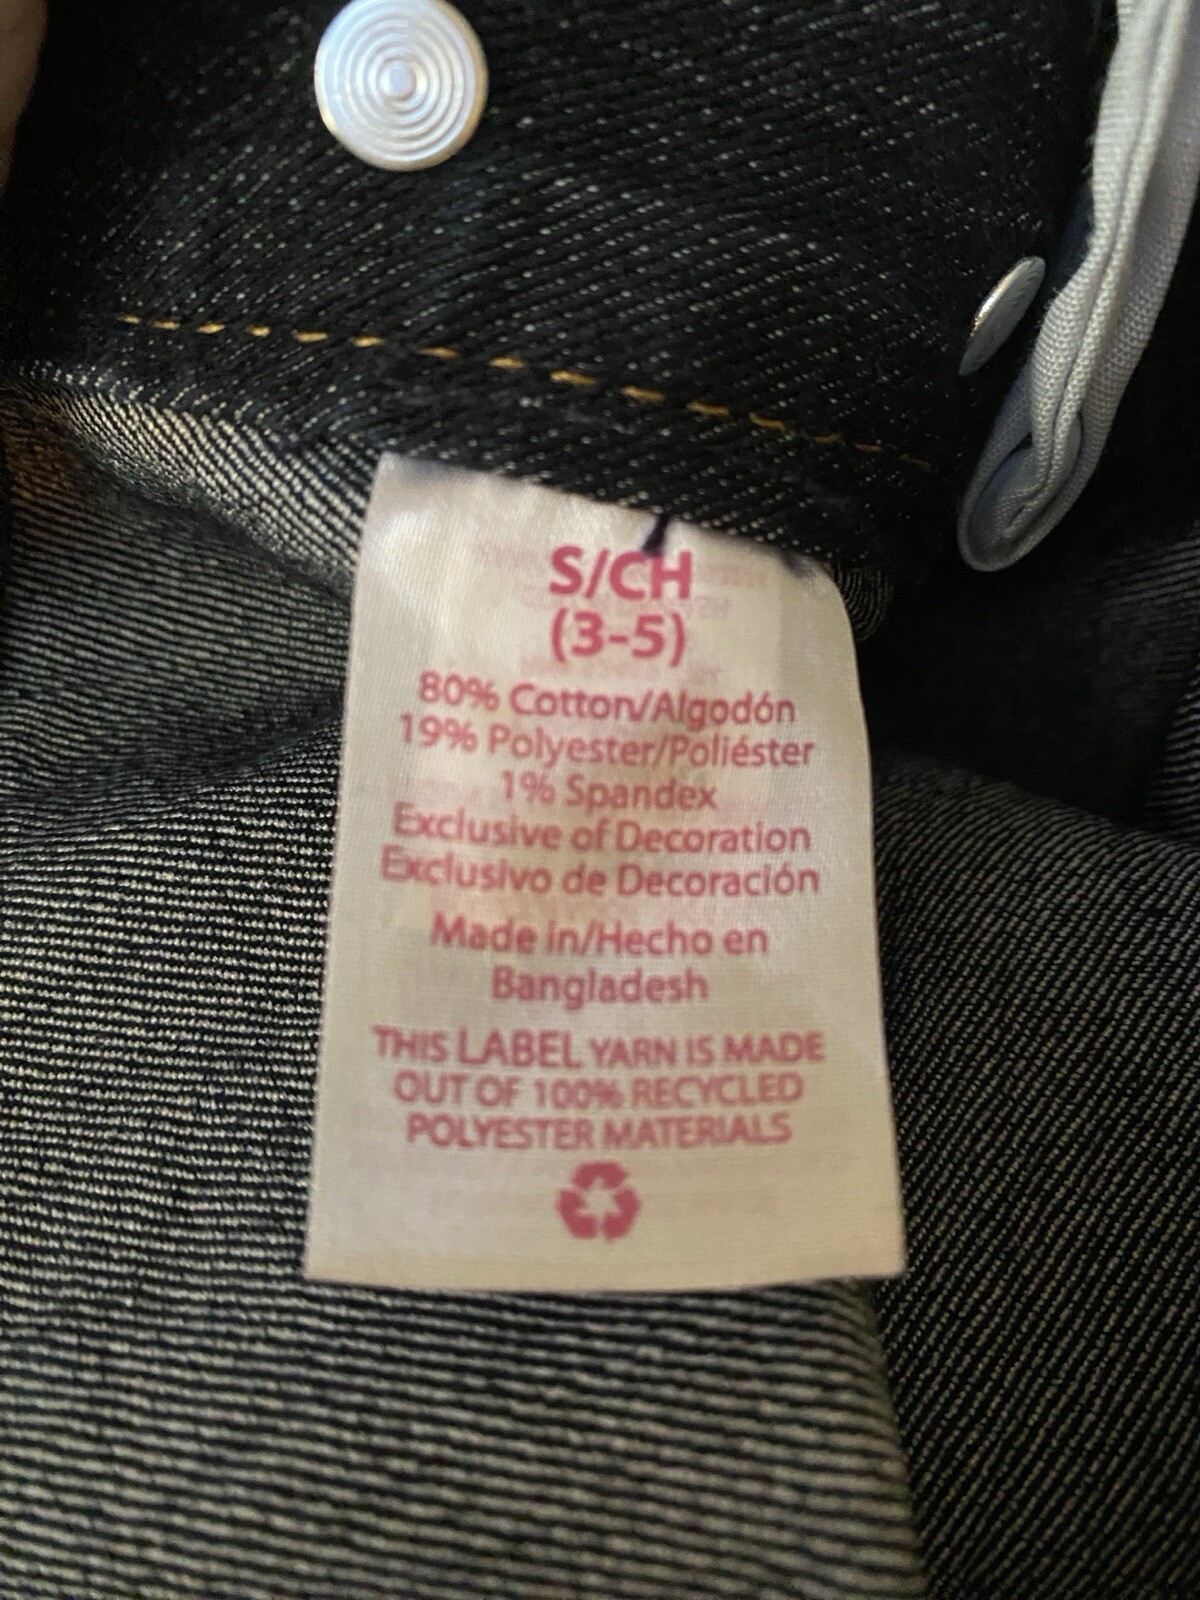 S/CH
(3-5)
80% Cotton/Algodón
19% Polyester/Poliéster
1% Spandex
Exclusive of Decoration
Exclusivo de Decoración
Made in/Hecho en
Bangladesh
THIS LABEL YARN IS MADE
OUT OF 100% RECYCLED
POLYESTER MATERIALS